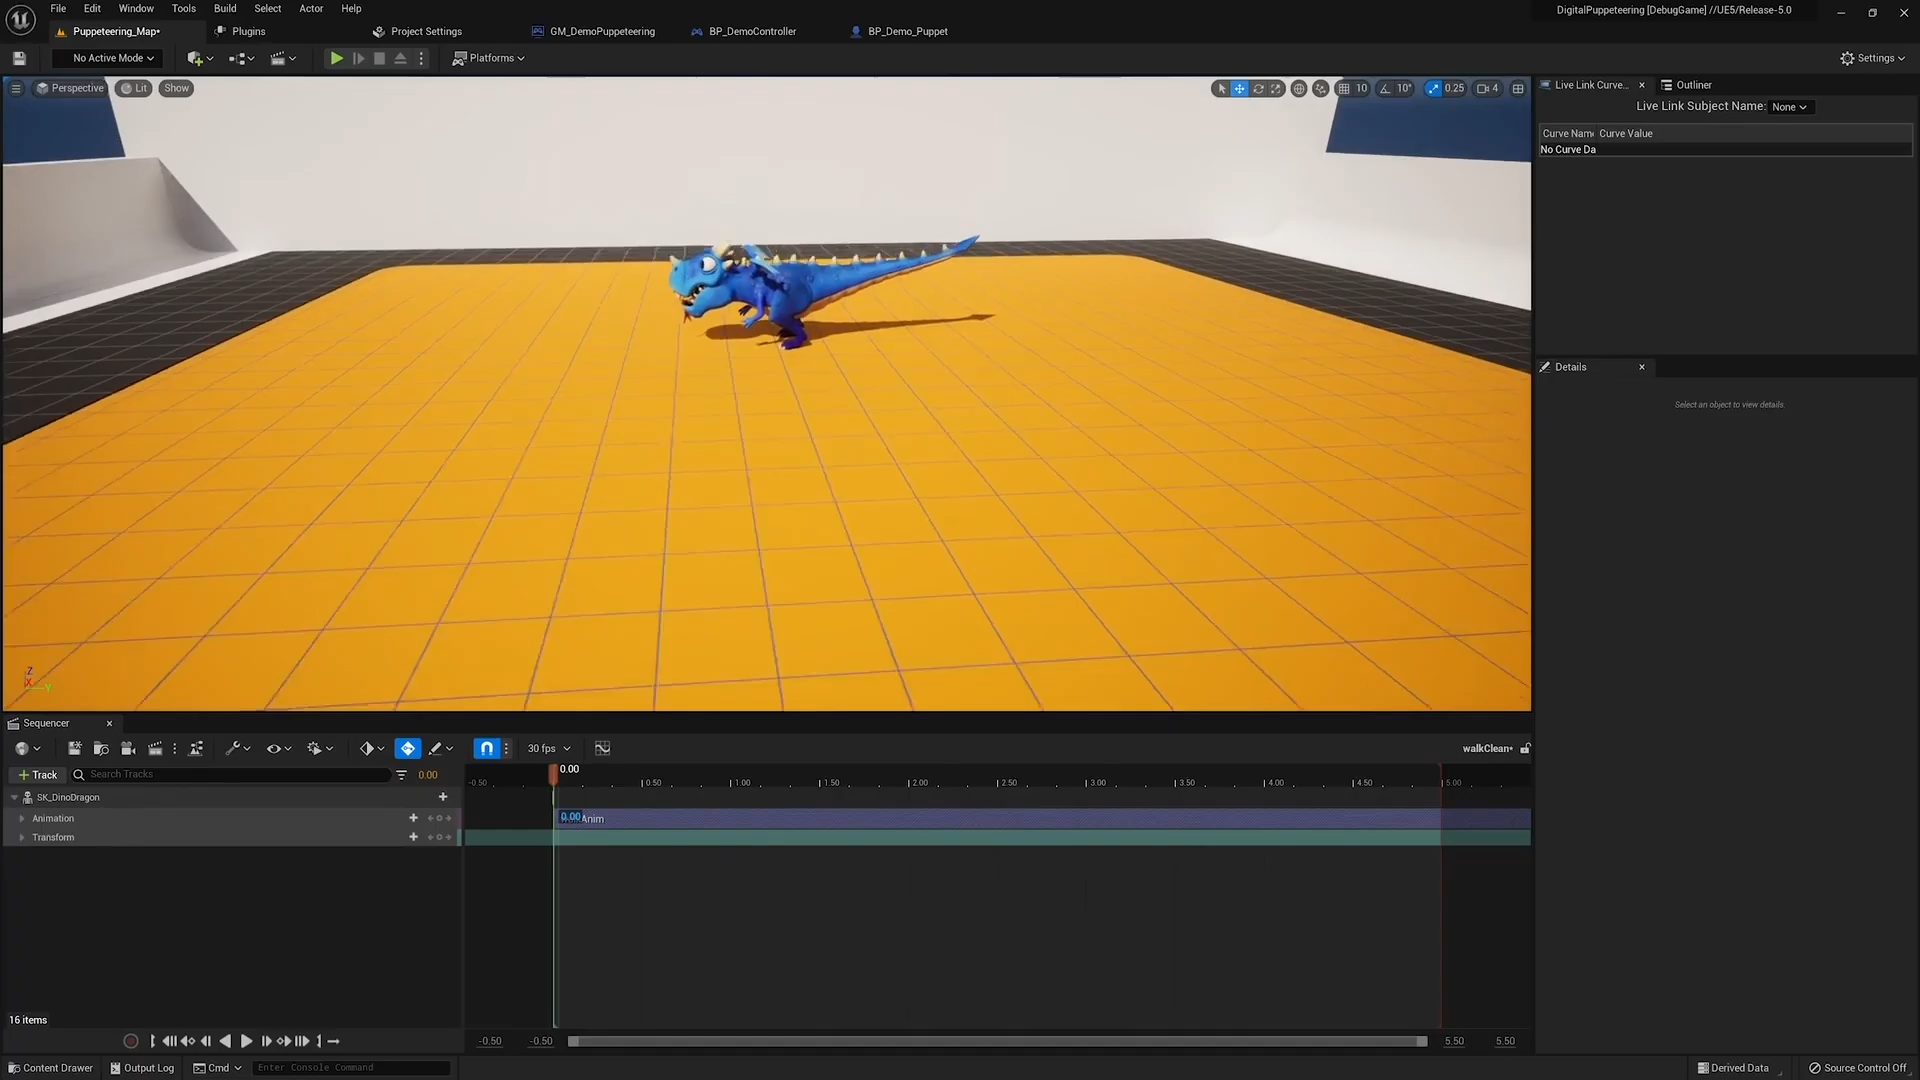 File Edit Window Tools Build Select Actor Help
DigitalPuppeteering [DebugGame] //UE5/Release-5.0
Puppeteering_Map•
Plugins
Project Settings
GM_DemoPuppeteering
BP_DemoController
BP_Demo_Puppet
No Active Mode
Platforms
Settings
Perspective
Lit
Show
10
10°
0.25
4
Live Link Curve...
Outliner
Live Link Subject Name: None
Curve Name Curve Value
No Curve Da
Details
Select an object to view details.
Z
X
Y
Sequencer
30 fps
walkClean•
+ Track
Search Tracks
0.00
0.00
-0.50 0.50 1.00 1.50 2.00 2.50 3.00 3.50 4.00 4.50 5.00
SK_DinoDragon
Animation
0.00
Anim
Transform
16 items
-0.50
-0.50
5.50
5.50
Content Drawer
Output Log
Cmd
Enter Console Command
Derived Data
Source Control Off